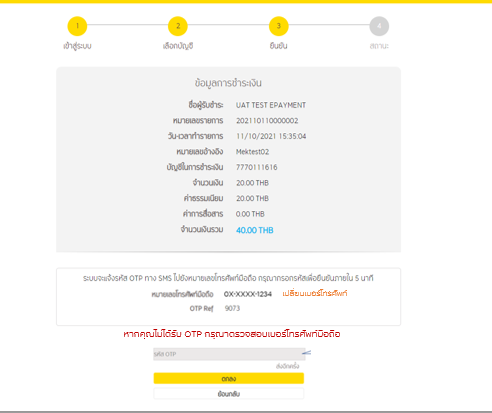 1 2 3 4
เข้าสู่ระบบ เลือกบัญชี ยืนยัน สถานะ
ข้อมูลการชำระเงิน
ชื่อผู้รับชำระ UAT TEST EPAYMENT
หมายเลขรายการ 202110110000002
วัน-เวลาทำรายการ 11/10/2021 15:35:04
หมายเลขอ้างอิง Mektest02
บัญชีในการชำระเงิน 7770111616
จำนวนเงิน 20.00 THB
ค่าธรรมเนียม 20.00 THB
ค่าการสื่อสาร 0.00 THB
จำนวนเงินรวม 40.00 THB
ระบบจะแจ้งรหัส OTP ทาง SMS ไปยังหมายเลขโทรศัพท์มือถือ กรุณากรอกรหัสเพื่อยืนยันภายใน 5 นาที
หมายเลขโทรศัพท์มือถือ 0X-XXXX-1234 เปลี่ยนเบอร์โทรศัพท์
OTP Ref 9073
หากคุณไม่ได้รับ OTP กรุณาตรวจสอบเบอร์โทรศัพท์มือถือ
รหัส OTP
ส่งอีกครั้ง
ตกลง
ย้อนกลับ